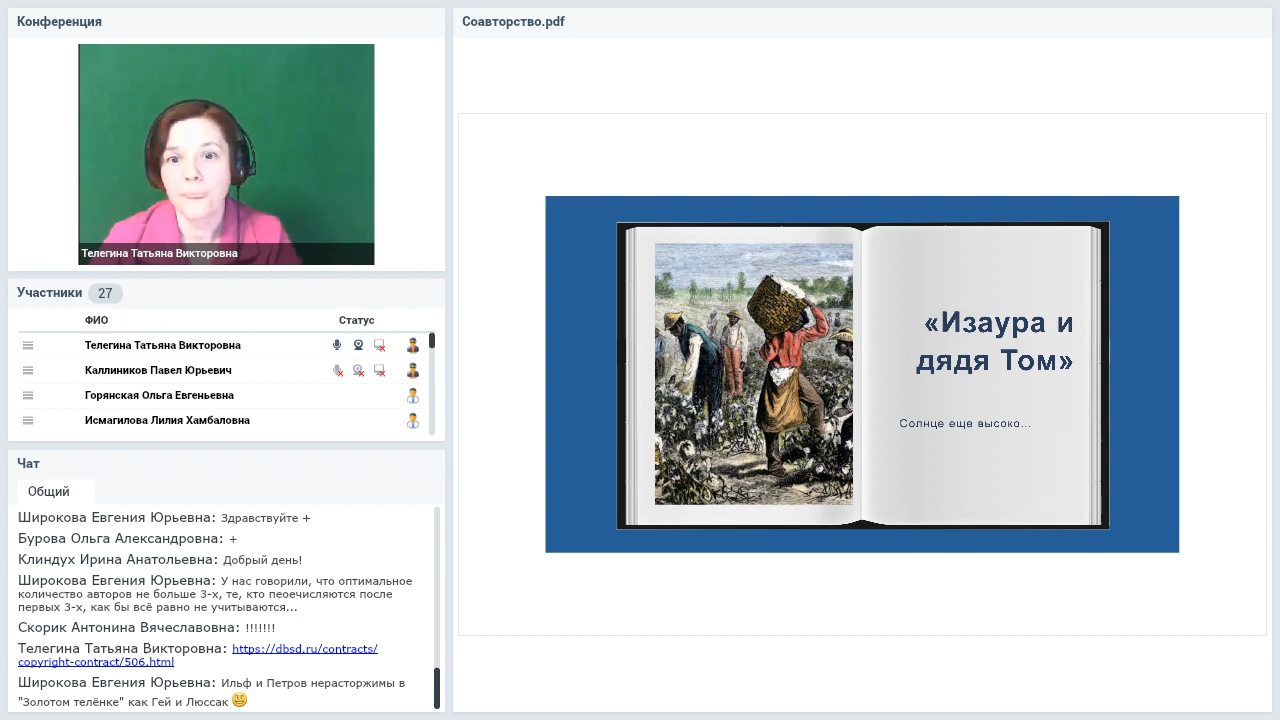 Конференция
Телегина Татьяна Викторовна
Участники 27
ФИО Статус
Телегина Татьяна Викторовна
Каллиников Павел Юрьевич
Горянская Ольга Евгеньевна
Исмагилова Лилия Хамбаловна
Чат
Общий
Широкова Евгения Юрьевна: Здравствуйте +
Бурова Ольга Александровна: +
Клиндух Ирина Анатольевна: Добрый день!
Широкова Евгения Юрьевна: У нас говорили, что оптимальное
количество авторов не больше 3-х, те, кто пеоечисляются после
первых 3-х, как бы всё равно не учитываются...
Скорик Антонина Вячеславовна: !!!!!!!
Телегина Татьяна Викторовна: https://dbsd.ru/contracts/
copyright-contract/506.html
Широкова Евгения Юрьевна: Ильф и Петров нерасторжимы в
"Золотом телёнке" как Гей и Люссак
Соавторство.pdf
«Изаура и
дядя Том»
Солнце еще высоко...